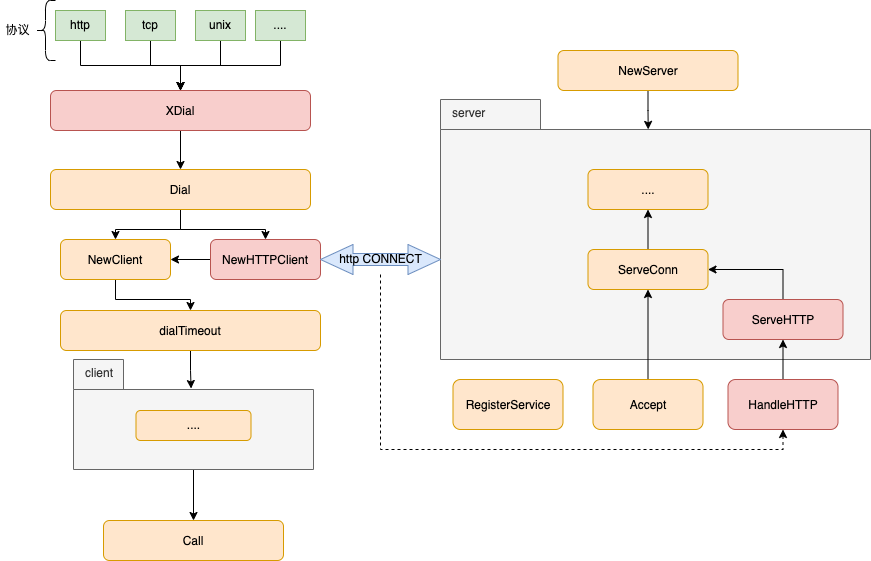 协议
http
tcp
unix
....
XDial
Dial
NewClient
NewHTTPClient
http CONNECT
dialTimeout
client
....
Call
NewServer
server
....
ServeConn
ServeHTTP
RegisterService
Accept
HandleHTTP